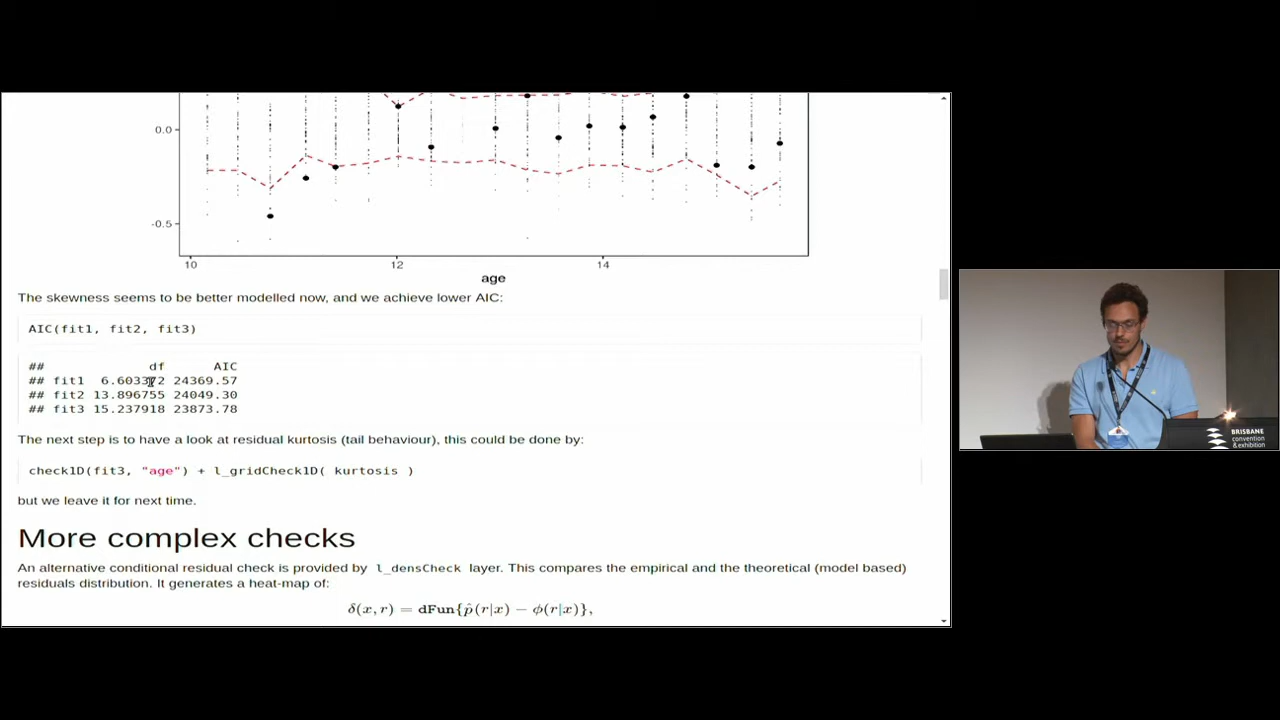 0.0
-0.5
10 12 14
age
The skewness seems to be better modelled now, and we achieve lower AIC:
AIC(fit1, fit2, fit3)
## df AIC
## fit1 6.603372 24369.57
## fit2 13.896755 24049.30
## fit3 15.237918 23873.78
The next step is to have a look at residual kurtosis (tail behaviour), this could be done by:
check1D(fit3, "age") + l_gridCheck1D( kurtosis )
but we leave it for next time.
More complex checks
An alternative conditional residual check is provided by l_densCheck layer. This compares the empirical and the theoretical (model based)
residuals distribution. It generates a heat-map of:
δ(x, r) = dFun{p̂(r|x) − ϕ(r|x)},
BRISBANE
convention
& exhibition